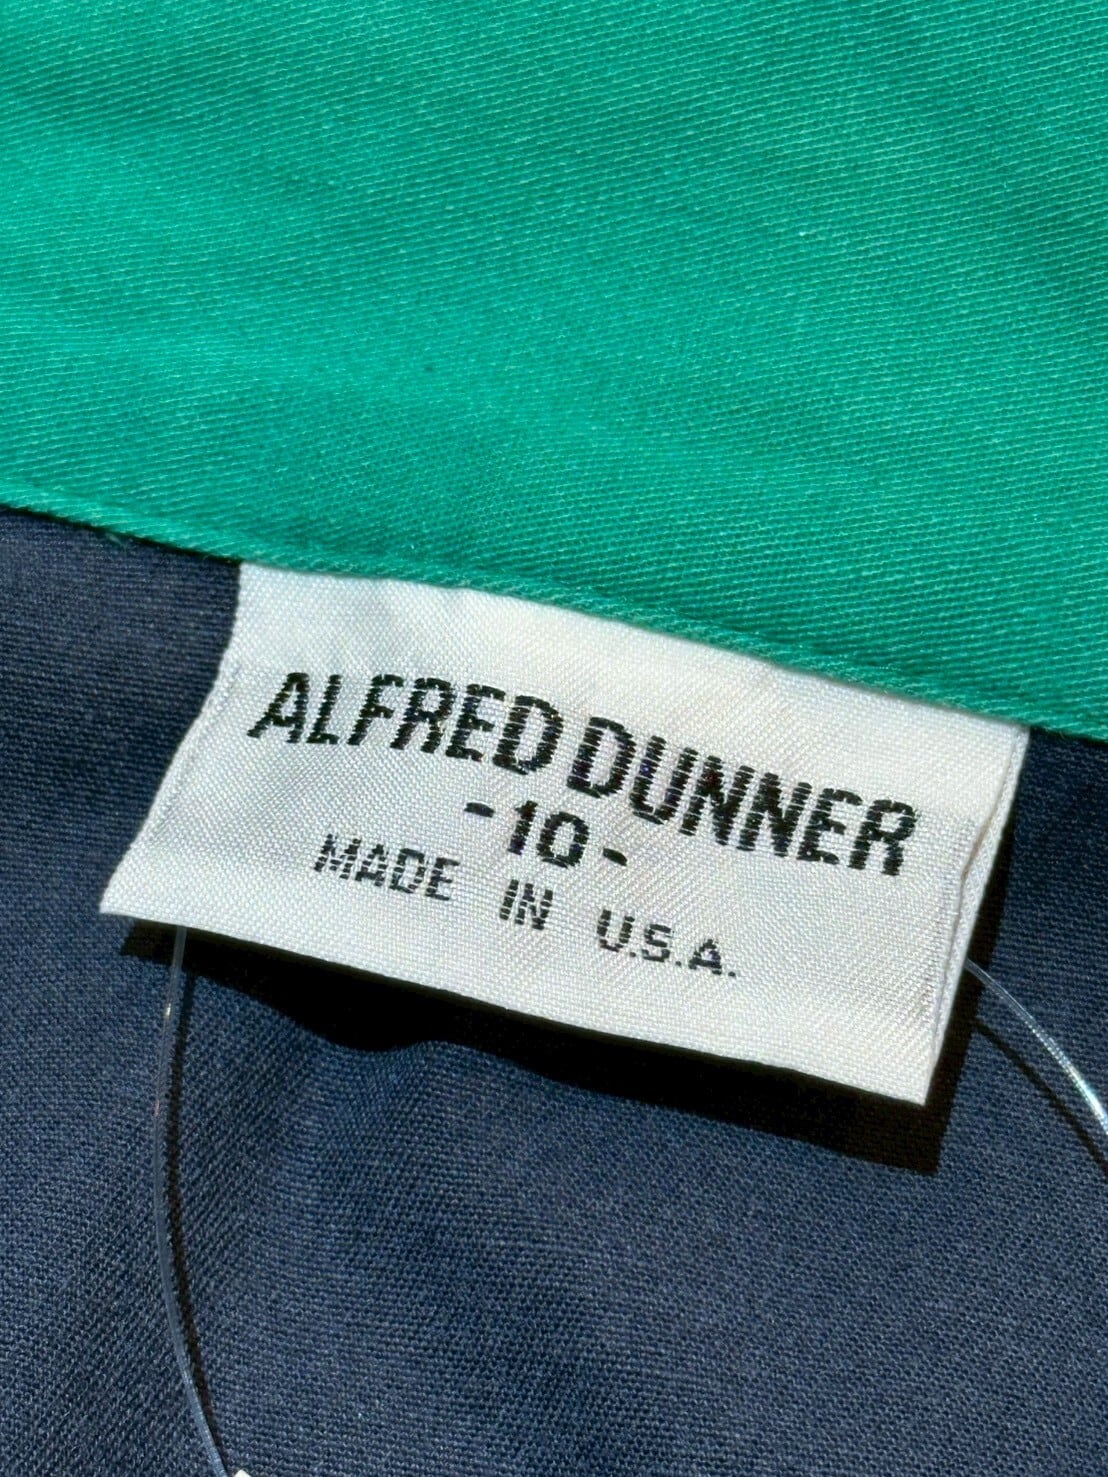 ALFRED DUNNER
-10-
MADE IN U.S.A.